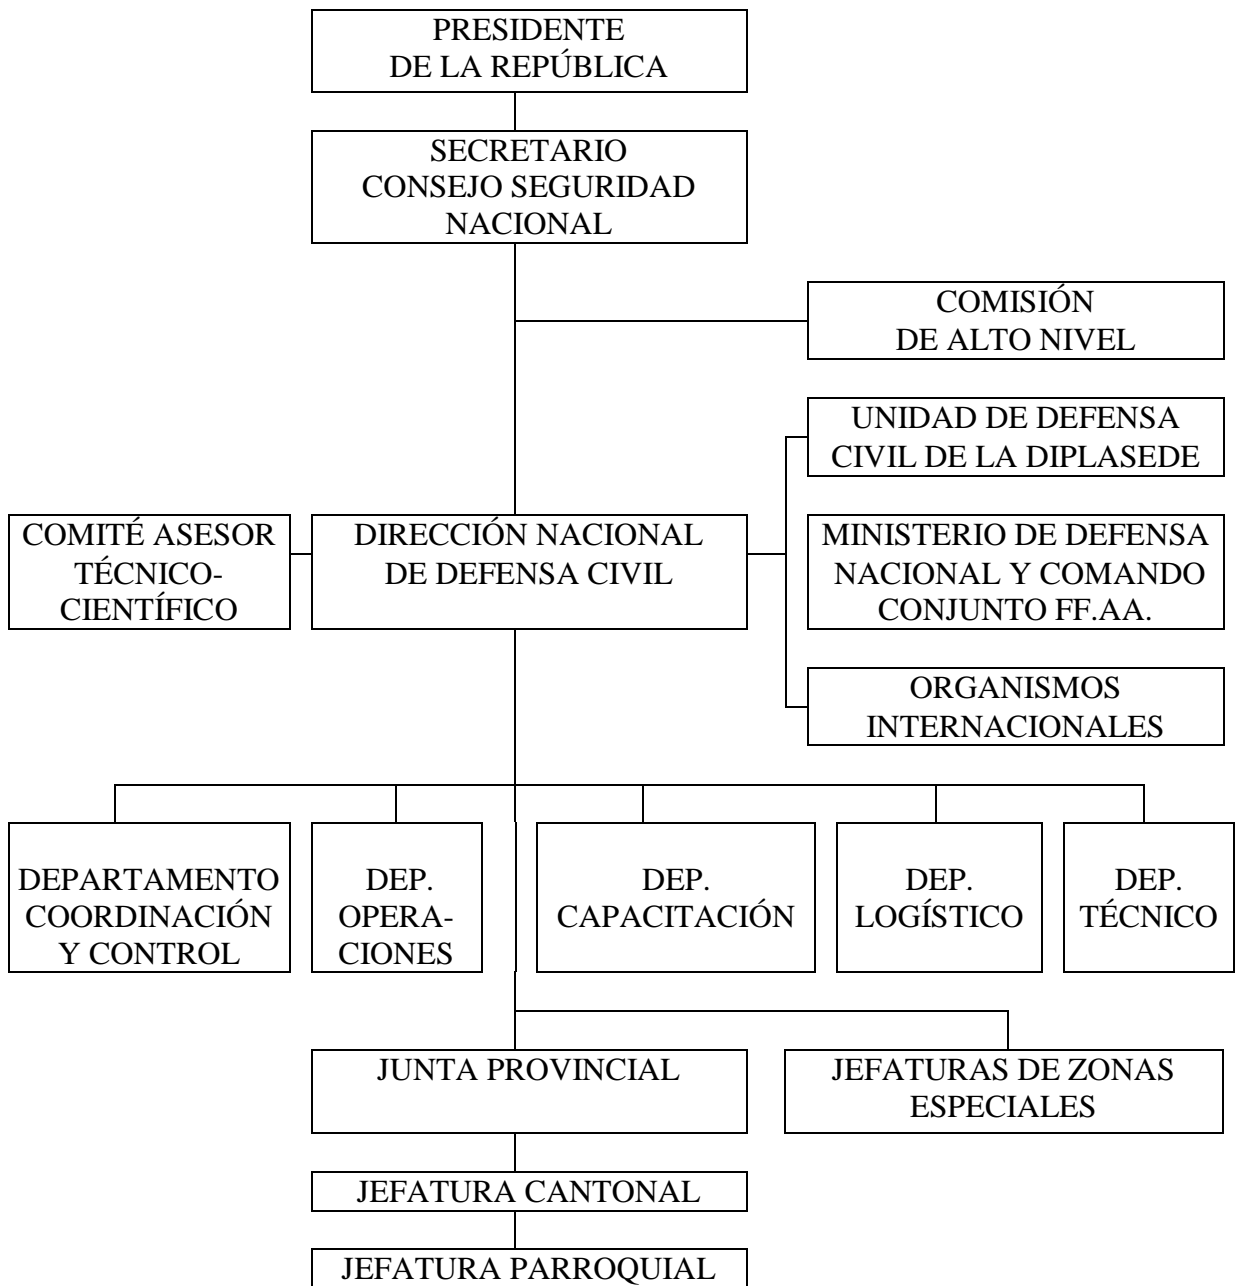 PRESIDENTE
DE LA REPÚBLICA
SECRETARIO
CONSEJO SEGURIDAD
NACIONAL
COMISIÓN
DE ALTO NIVEL
UNIDAD DE DEFENSA
CIVIL DE LA DIPLASEDE
COMITÉ ASESOR
TÉCNICO-
CIENTÍFICO
DIRECCIÓN NACIONAL
DE DEFENSA CIVIL
MINISTERIO DE DEFENSA
NACIONAL Y COMANDO
CONJUNTO FF.AA.
ORGANISMOS
INTERNACIONALES
DEPARTAMENTO
COORDINACIÓN
Y CONTROL
DEP.
OPERA-
CIONES
DEP.
CAPACITACIÓN
DEP.
LOGÍSTICO
DEP.
TÉCNICO
JUNTA PROVINCIAL
JEFATURAS DE ZONAS
ESPECIALES
JEFATURA CANTONAL
JEFATURA PARROQUIAL